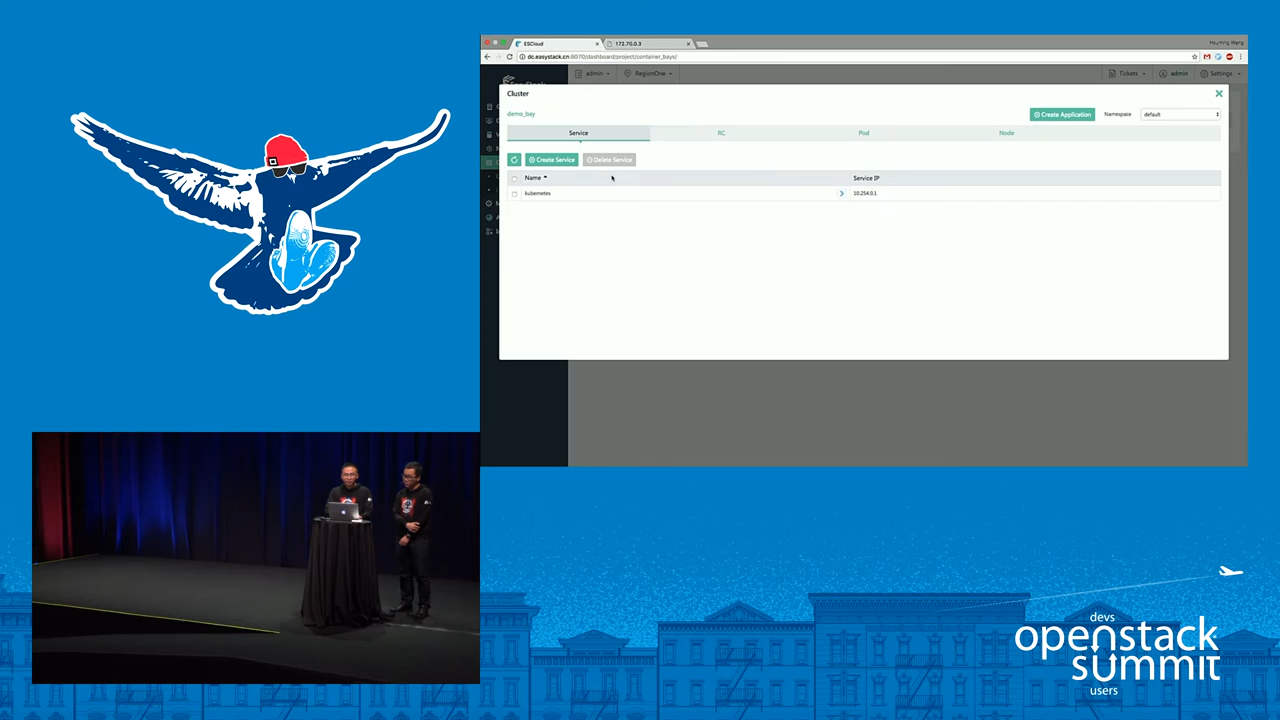 ESCloud
172.70.0.3
Houming Wang
dc.easystack.cn:8070/dashboard/project/container_bays/
admin
RegionOne
Tickets
admin
Settings
Cluster
demo_bay
Create Application
Namespace
default
Service
RC
Pod
Node
Create Service
Delete Service
Name
Service IP
kubernetes
10.254.0.1
devs
openstack
summit
users